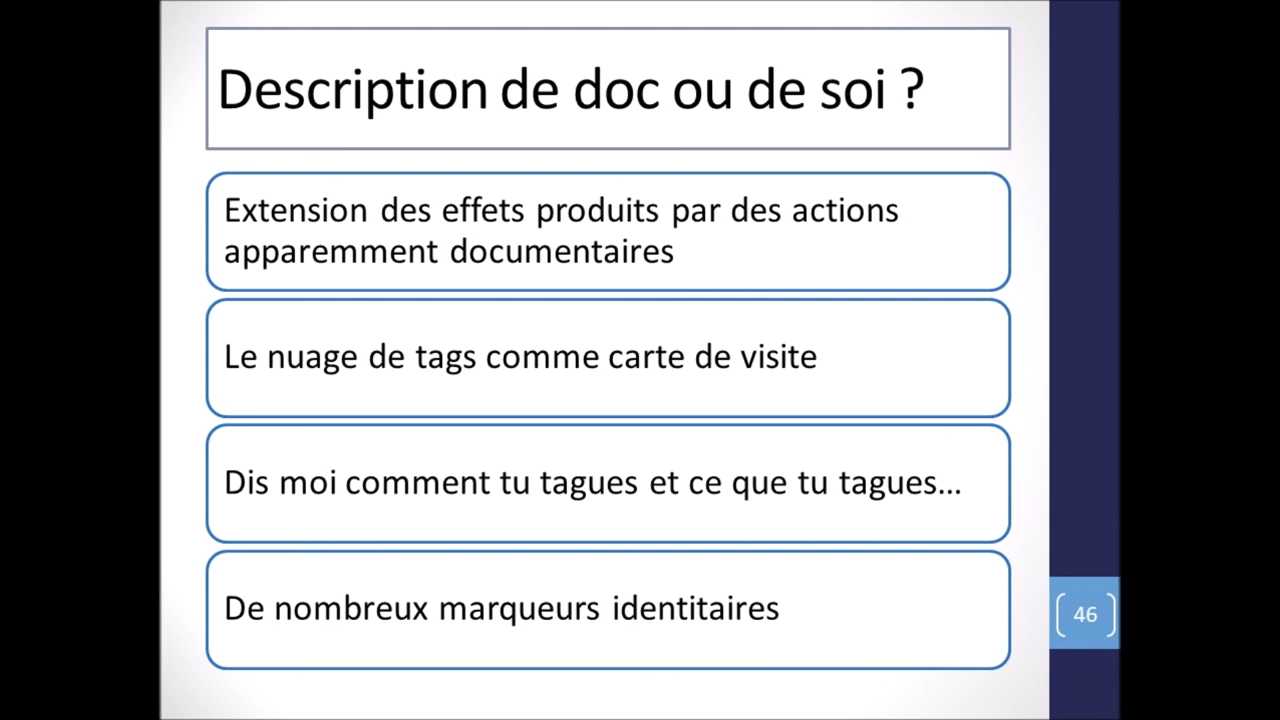 Description de doc ou de soi ?
Extension des effets produits par des actions
apparemment documentaires
Le nuage de tags comme carte de visite
Dis moi comment tu tagues et ce que tu tagues...
De nombreux marqueurs identitaires
46